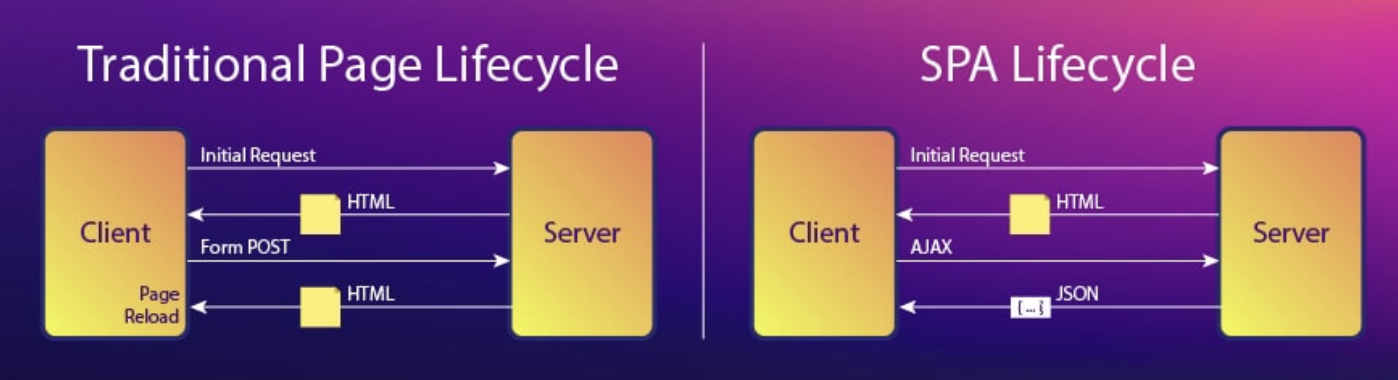 Traditional Page Lifecycle
Client
Initial Request
HTML
Form POST
HTML
Page
Reload
Server
SPA Lifecycle
Client
Initial Request
HTML
AJAX
JSON
{ ... }
Server